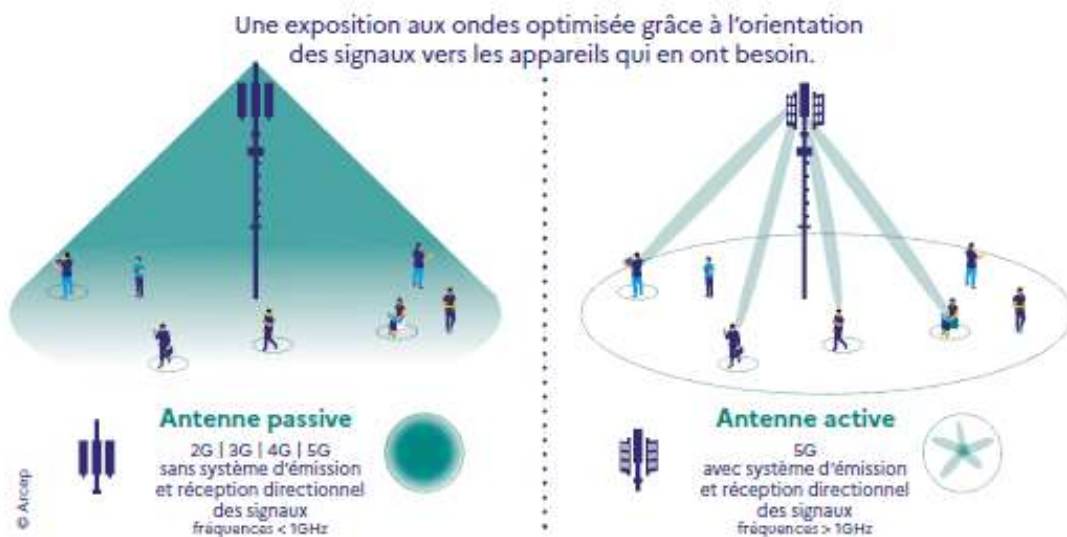 Une exposition aux ondes optimisée grâce à l'orientation
des signaux vers les appareils qui en ont besoin.
Antenne passive
2G | 3G | 4G | 5G
sans système d'émission
et réception directionnel
des signaux
fréquences < 1GHz
Antenne active
5G
avec système d'émission
et réception directionnel
des signaux
fréquences > 1GHz
© Arcep